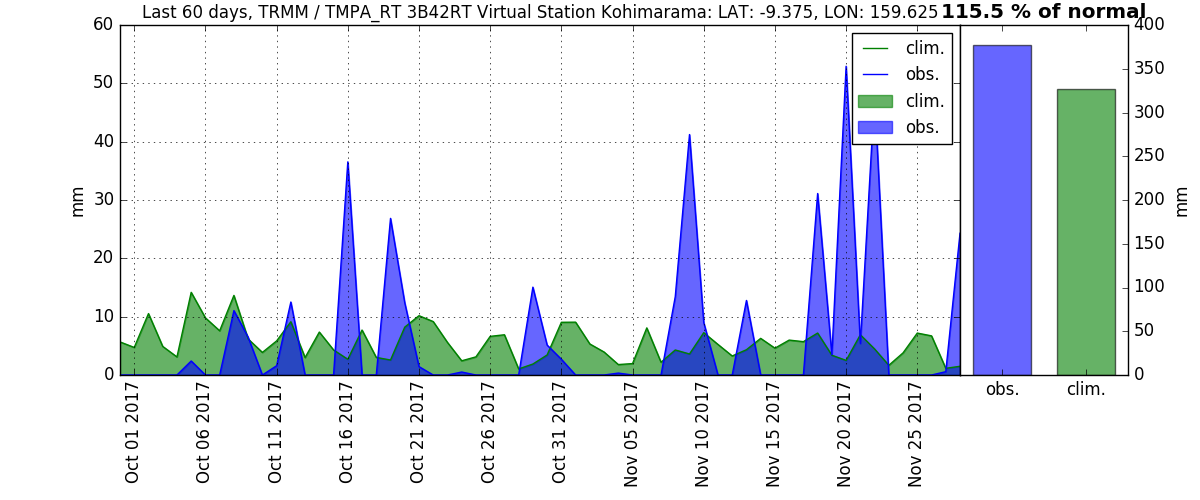 Last 60 days, TRMM / TMPA_RT 3B42RT Virtual Station Kohimarama: LAT: -9.375, LON: 159.625
115.5 % of normal
clim.
obs.
clim.
obs.
mm
60
50
40
30
20
10
0
Oct 01 2017
Oct 06 2017
Oct 11 2017
Oct 16 2017
Oct 21 2017
Oct 26 2017
Oct 31 2017
Nov 05 2017
Nov 10 2017
Nov 15 2017
Nov 20 2017
Nov 25 2017
400
350
300
250
200
150
100
50
0
mm
obs.
clim.